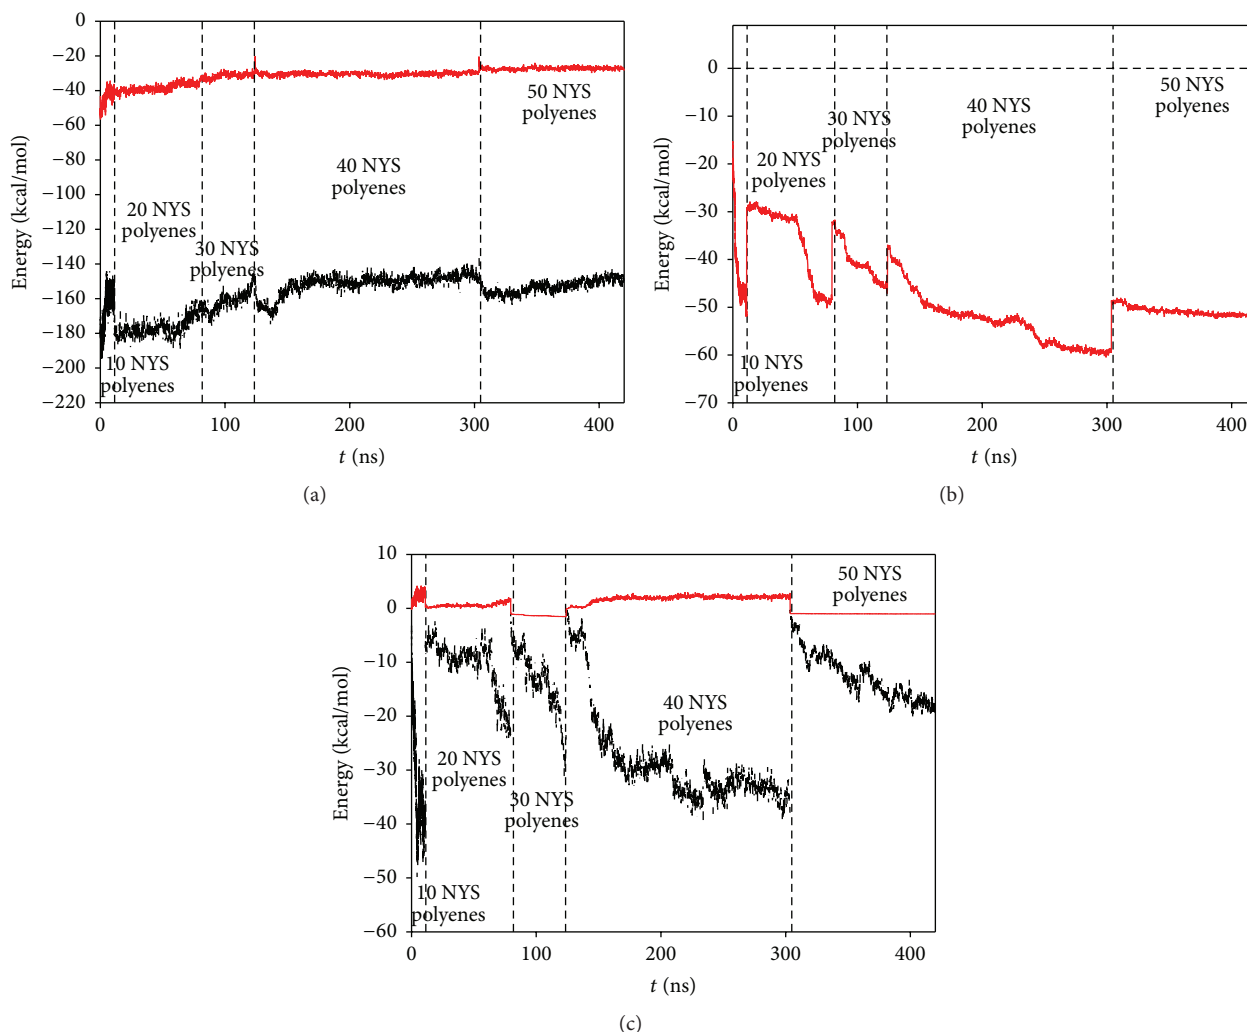 0
−20
−40
−60
−80
−100
−120
−140
−160
−180
−200
−220
Energy (kcal/mol)
50 NYS
polyenes
40 NYS
polyenes
20 NYS
polyenes
30 NYS
polyenes
10 NYS
polyenes
0 100 200 300 400
t (ns)
(a)
0
−10
−20
−30
−40
−50
−60
−70
Energy (kcal/mol)
50 NYS
polyenes
40 NYS
polyenes
30 NYS
polyenes
20 NYS
polyenes
10 NYS
polyenes
0 100 200 300 400
t (ns)
(b)
10
0
−10
−20
−30
−40
−50
−60
Energy (kcal/mol)
50 NYS
polyenes
40 NYS
polyenes
20 NYS
polyenes
30 NYS
polyenes
10 NYS
polyenes
0 100 200 300 400
t (ns)
(c)